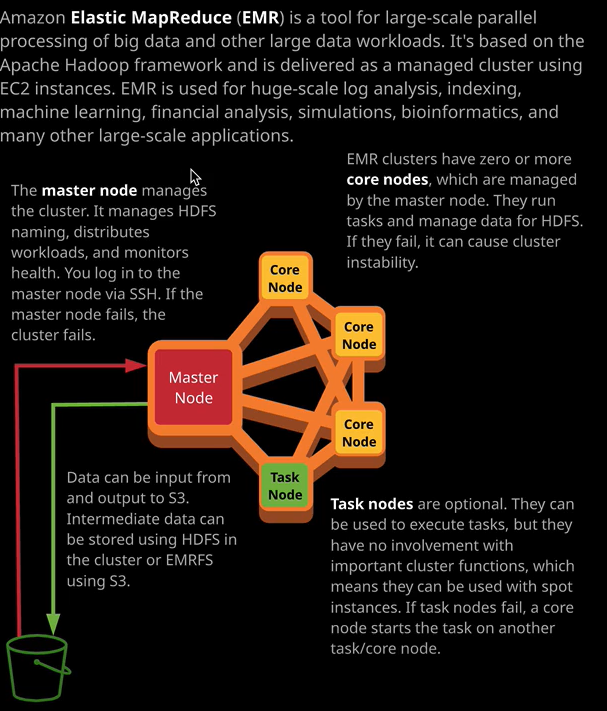 Amazon Elastic MapReduce (EMR) is a tool for large-scale parallel
processing of big data and other large data workloads. It's based on the
Apache Hadoop framework and is delivered as a managed cluster using
EC2 instances. EMR is used for huge-scale log analysis, indexing,
machine learning, financial analysis, simulations, bioinformatics, and
many other large-scale applications.
The master node manages
the cluster. It manages HDFS
naming, distributes
workloads, and monitors
health. You log in to the
master node via SSH. If the
master node fails, the
cluster fails.
EMR clusters have zero or more
core nodes, which are managed
by the master node. They run
tasks and manage data for HDFS.
If they fail, it can cause cluster
instability.
Core
Node
Core
Node
Master
Node
Core
Node
Task
Node
Data can be input from
and output to S3.
Intermediate data can
be stored using HDFS in
the cluster or EMRFS
using S3.
Task nodes are optional. They can
be used to execute tasks, but they
have no involvement with
important cluster functions, which
means they can be used with spot
instances. If task nodes fail, a core
node starts the task on another
task/core node.